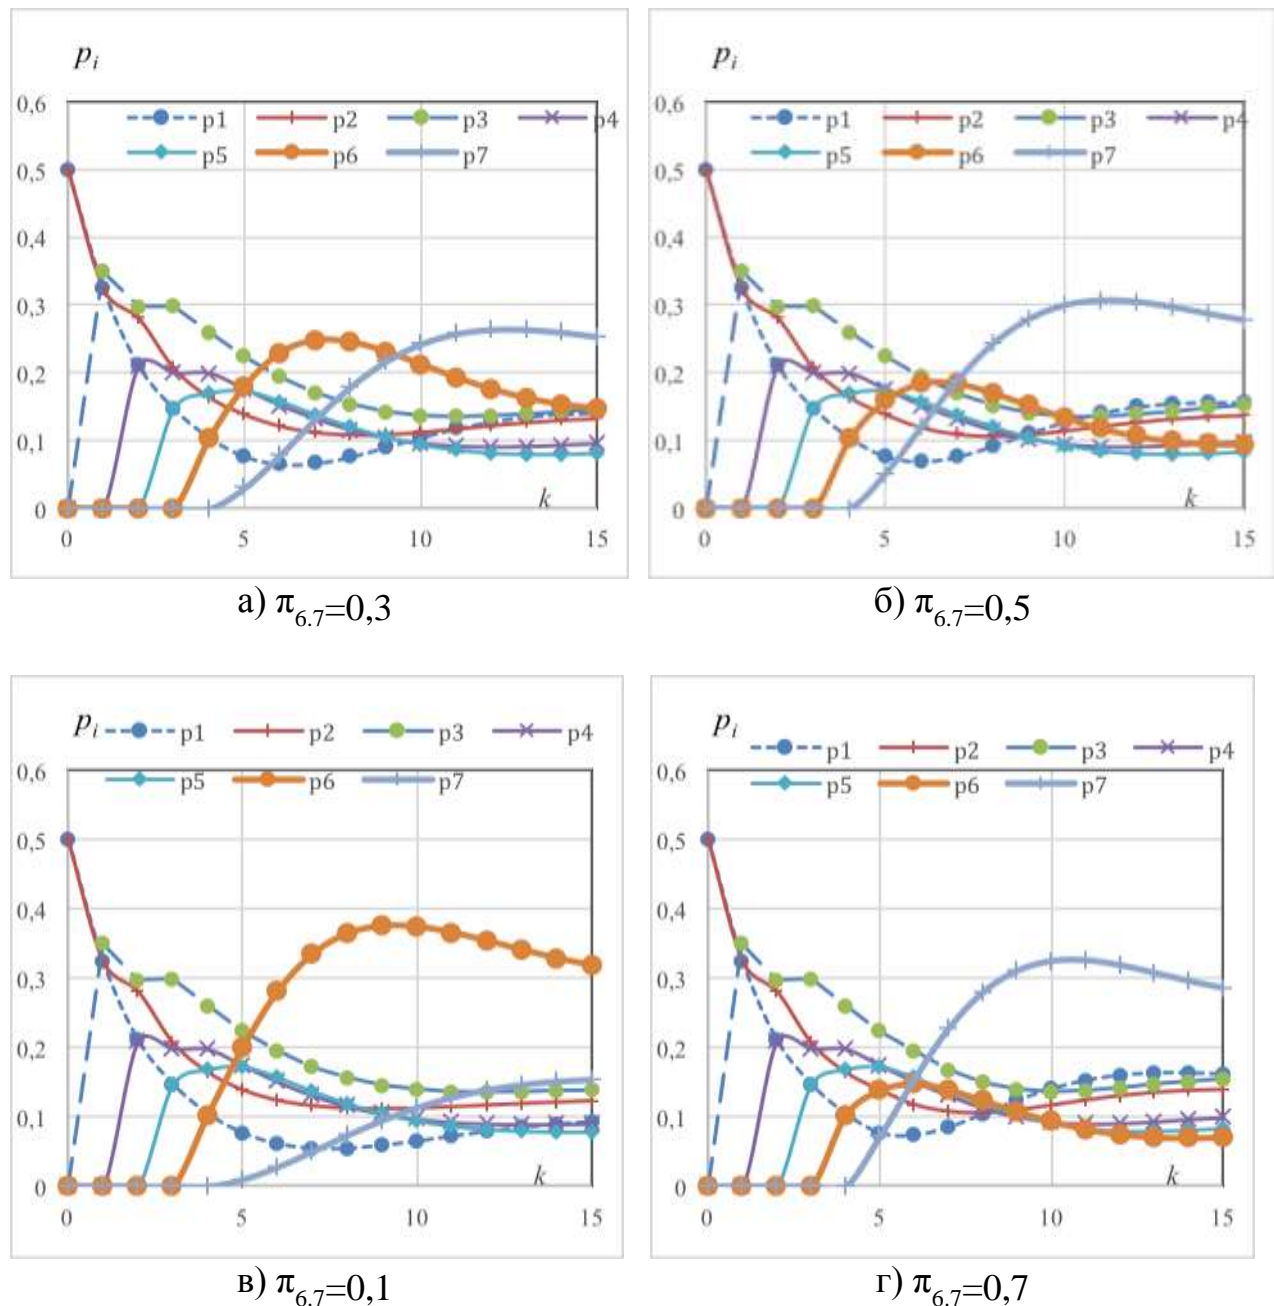 p_i p_i
0,6 0,6
p1 p2 p3 p4 p1 p2 p3 p4
p5 p6 p7 p5 p6 p7
0,5 0,5
0,4 0,4
0,3 0,3
0,2 0,2
0,1 0,1
0 k 0 k
0 5 10 15 0 5 10 15
а) π6.7=0,3 б) π6.7=0,5
p_i p1 p2 p3 p4 p_i p1 p2 p3 p4
0,6 0,6
p5 p6 p7 p5 p6 p7
0,5 0,5
0,4 0,4
0,3 0,3
0,2 0,2
0,1 0,1
0 k 0 k
0 5 10 15 0 5 10 15
в) π6.7=0,1 г) π6.7=0,7